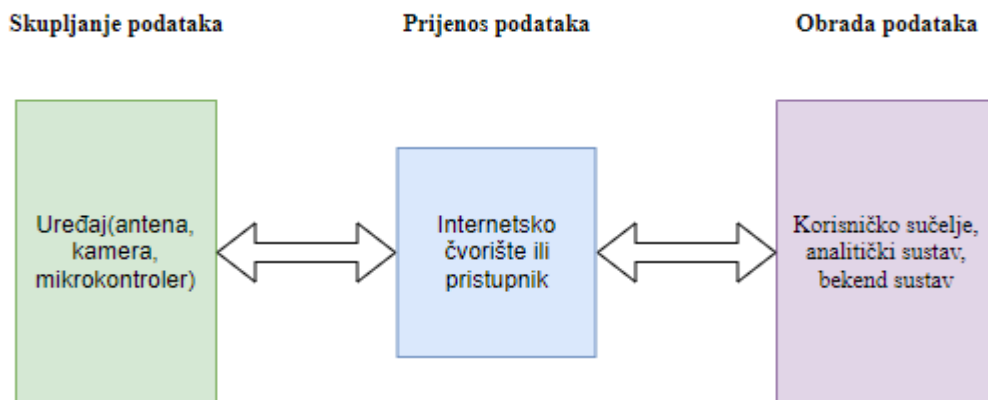 Skupljanje podataka
Prijenos podataka
Obrada podataka
Uređaj(antena,
kamera,
mikrokontroler)
Internetsko
čvorište ili
pristupnik
Korisničko sučelje,
analitički sustav,
bekend sustav